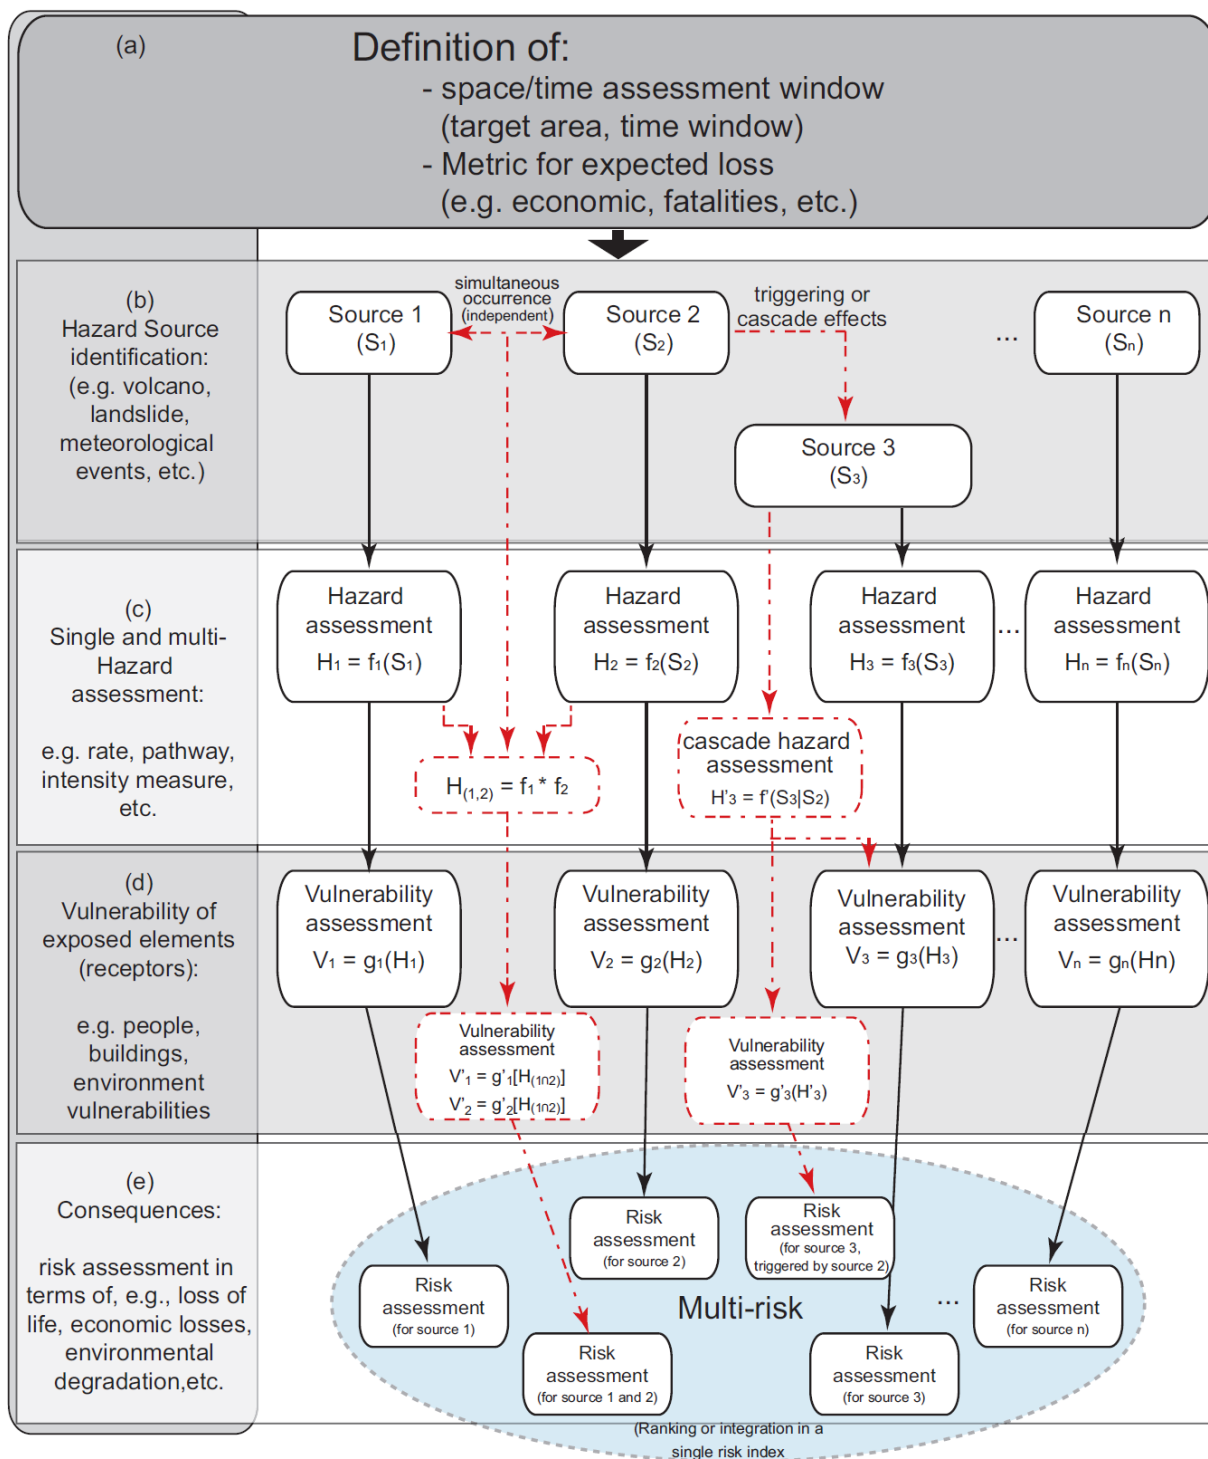 (a)
Definition of:
- space/time assessment window
(target area, time window)
- Metric for expected loss
(e.g. economic, fatalities, etc.)
(b)
Hazard Source
identification:
(e.g. volcano,
landslide,
meteorological
events, etc.)
Source 1
(S₁)
simultaneous
occurrence
(independent)
Source 2
(S₂)
triggering or
cascade effects
...
Source n
(Sₙ)
Source 3
(S₃)
(c)
Single and multi-
Hazard
assessment:
e.g. rate, pathway,
intensity measure,
etc.
Hazard
assessment
H₁ = f₁(S₁)
Hazard
assessment
H₂ = f₂(S₂)
Hazard
assessment
H₃ = f₃(S₃)
...
Hazard
assessment
Hₙ = fₙ(Sₙ)
H₍₁,₂₎ = f₁ * f₂
cascade hazard
assessment
H'₃ = f'(S₃|S₂)
(d)
Vulnerability of
exposed elements
(receptors):
e.g. people,
buildings,
environment
vulnerabilities
Vulnerability
assessment
V₁ = g₁(H₁)
Vulnerability
assessment
V₂ = g₂(H₂)
Vulnerability
assessment
V₃ = g₃(H₃)
...
Vulnerability
assessment
Vₙ = gₙ(Hn)
Vulnerability
assessment
V'₁ = g'₁[H₍₁∩₂₎]
V'₂ = g'₂[H₍₁∩₂₎]
Vulnerability
assessment
V'₃ = g'₃(H'₃)
(e)
Consequences:
risk assessment in
terms of, e.g., loss of
life, economic losses,
environmental
degradation,etc.
Risk
assessment
(for source 1)
Risk
assessment
(for source 2)
Risk
assessment
(for source 3,
triggered by source 2)
Multi-risk
...
Risk
assessment
(for source n)
Risk
assessment
(for source 1 and 2)
Risk
assessment
(for source 3)
(Ranking or integration in a
single risk index